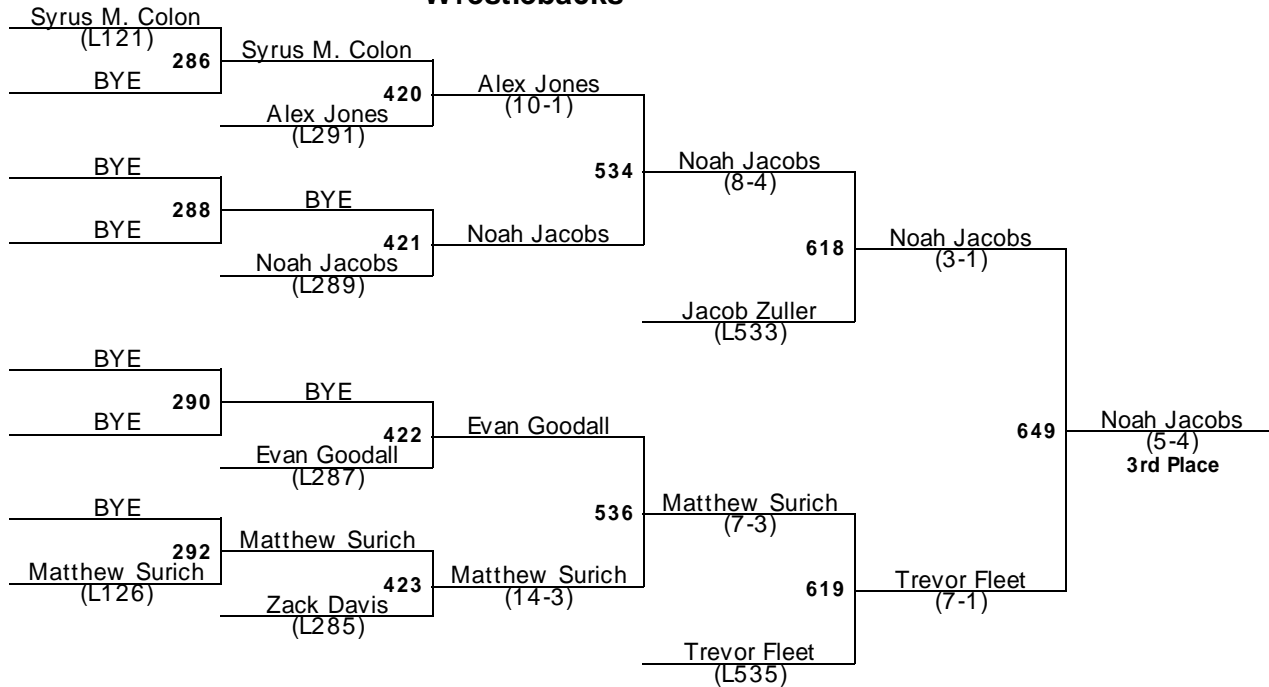 Wrestlebacks
Syrus M. Colon
(L121)
286
BYE
Syrus M. Colon
420
Alex Jones
(L291)
Alex Jones
(10-1)
BYE
288
BYE
BYE
421
Noah Jacobs
(L289)
Noah Jacobs
534
Noah Jacobs
(8-4)
618
Jacob Zuller
(L533)
Noah Jacobs
(3-1)
BYE
290
BYE
BYE
422
Evan Goodall
(L287)
Evan Goodall
BYE
292
Matthew Surich
(L126)
Matthew Surich
423
Zack Davis
(L285)
Matthew Surich
(14-3)
536
Matthew Surich
(7-3)
619
Trevor Fleet
(L535)
Trevor Fleet
(7-1)
649
Noah Jacobs
(5-4)
3rd Place